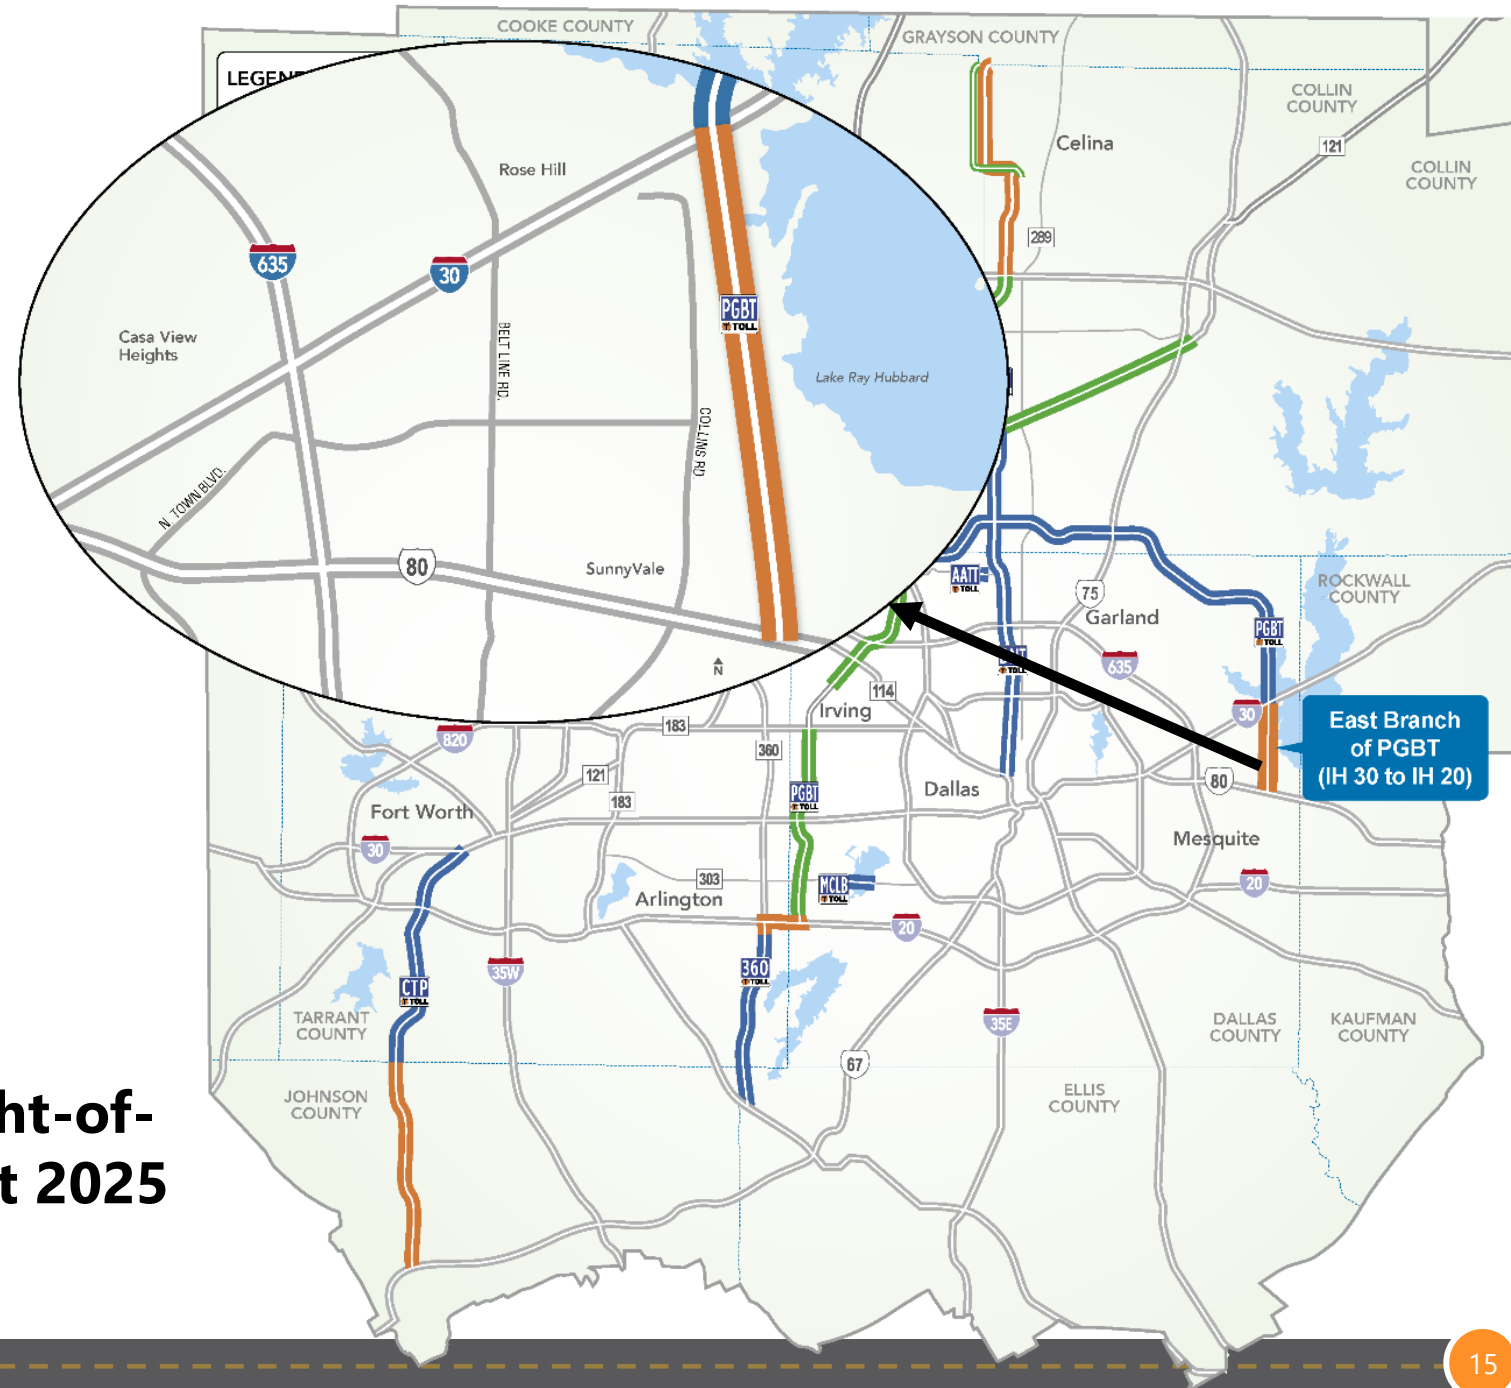 COOKE COUNTY
GRAYSON COUNTY
LEGEN
COLLIN
COUNTY
121
Celina
COLLIN
COUNTY
Rose Hill
289
635
30
PGBT
TOLL
Casa View
Heights
BELT LINE RD.
Lake Ray Hubbard
COLLINS RD.
N. TOWN BLVD.
80
SunnyVale
AATT
TOLL
75
ROCKWALL
COUNTY
Garland
PGBT
TOLL
635
N
114
Irving
183
820
360
30
East Branch
of PGBT
(IH 30 to IH 20)
121
183
PGBT
TOLL
Dallas
80
Fort Worth
30
Mesquite
303
Arlington
MCLB
TOLL
20
20
35W
360
TOLL
CTP
TOLL
35E
TARRANT
COUNTY
DALLAS
COUNTY
KAUFMAN
COUNTY
67
JOHNSON
COUNTY
ELLIS
COUNTY
ht-of-
t 2025
15